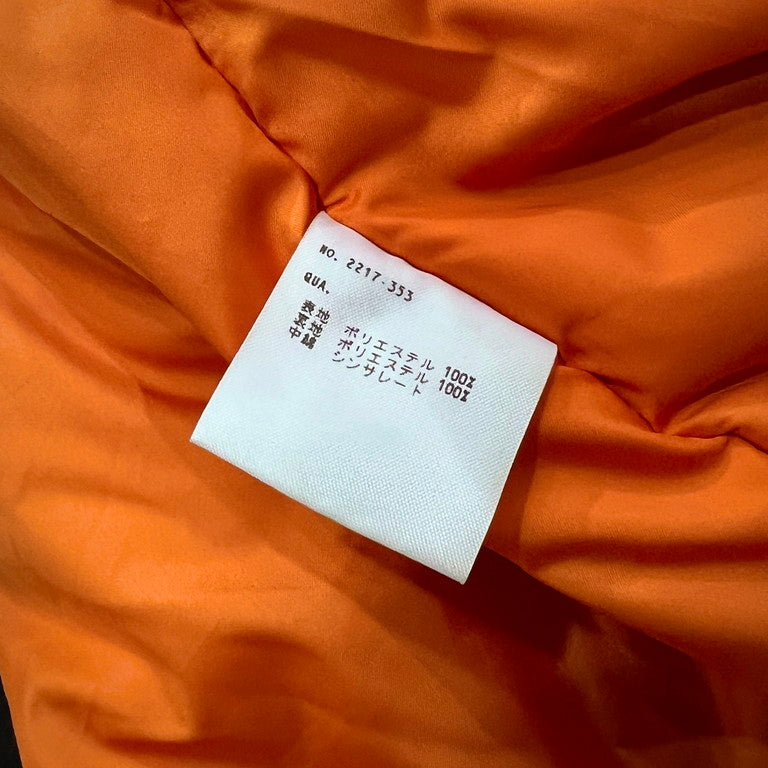 NO. 2217-353
QUA.
表地 ポリエステル 100%
裏地 ポリエステル 100%
中綿 シンサレート